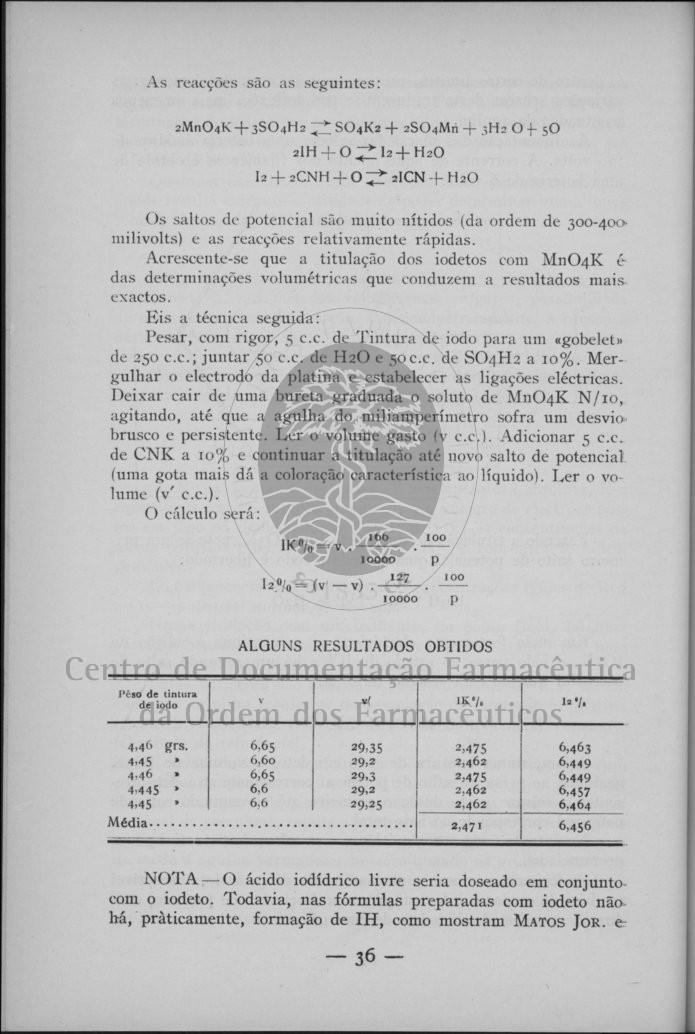 As reacções são as seguintes:
2MnO4K + 3SO4H2 ⇄ SO4K2 + 2SO4Mn + 3H2 O + 5O
2IH + O ⇄ I2 + H2O
I2 + 2CNH + O ⇄ 2ICN + H2O
Os saltos de potencial são muito nítidos (da ordem de 300-400
milivolts) e as reacções relativamente rápidas.
Acrescente-se que a titulação dos iodetos com MnO4K é
das determinações volumétricas que conduzem a resultados mais
exactos.
Eis a técnica seguida:
Pesar, com rigor, 5 c.c. de Tintura de iodo para um «gobelet»
de 250 c.c.; juntar 50 c.c. de H2O e 50 c.c. de SO4H2 a 10%. Mer-
gulhar o electrodo da platina e estabelecer as ligações eléctricas.
Deixar cair de uma bureta graduada o soluto de MnO4K N/10,
agitando, até que a agulha do miliamperímetro sofra um desvio
brusco e persistente. Ler o volume gasto (v c.c.). Adicionar 5 c.c.
de CNK a 10% e continuar a titulação até novo salto de potencial
(uma gota mais dá a coloração característica ao líquido). Ler o vo-
lume (v' c.c.).
O cálculo será:
IK % = v . 166/10000 . 100/p
I2 % = (v' — v) . 127/10000 . 100/p
1835
ALGUNS RESULTADOS OBTIDOS
Centro de Documentação Farmacêutica
da Ordem dos Farmacêuticos
Pêso de tintura de iodo v v' IK % I2 %
4,46 grs. 6,65 29,35 2,475 6,463
4,45 » 6,60 29,2 2,462 6,449
4,46 » 6,65 29,3 2,475 6,449
4,445 » 6,6 29,2 2,462 6,457
4,45 » 6,6 29,25 2,462 6,464
Média 2,471 6,456
NOTA — O ácido iodídrico livre seria doseado em conjunto
com o iodeto. Todavia, nas fórmulas preparadas com iodeto não
há, pràticamente, formação de IH, como mostram MATOS JOR. e
— 36 —